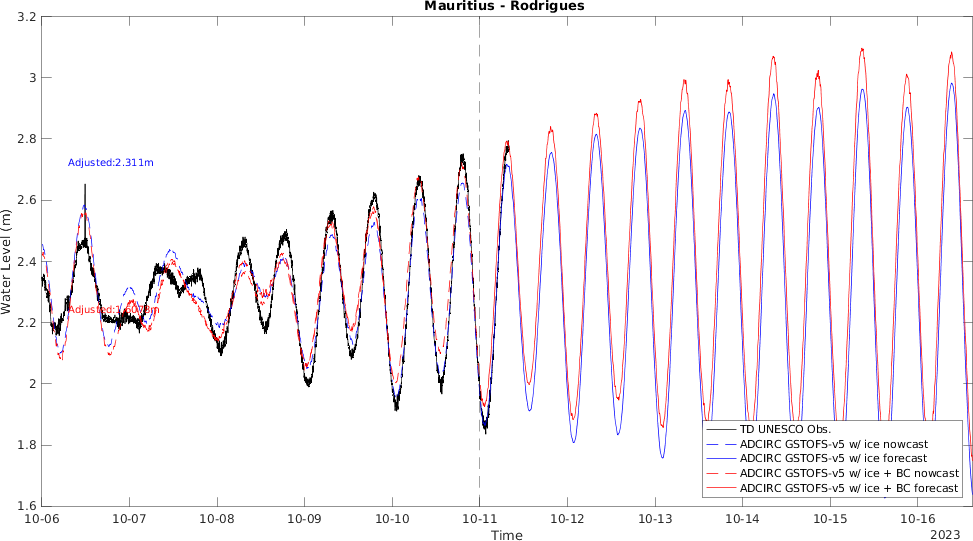 Mauritius - Rodrigues
3.2
3
2.8
2.6
2.4
2.2
2
1.8
1.6
Water Level (m)
Adjusted:2.311m
TD UNESCO Obs.
ADCIRC GSTOFS-v5 w/ ice nowcast
ADCIRC GSTOFS-v5 w/ ice forecast
ADCIRC GSTOFS-v5 w/ ice + BC nowcast
ADCIRC GSTOFS-v5 w/ ice + BC forecast
10-06
10-07
10-08
10-09
10-10
10-11
10-12
10-13
10-14
10-15
10-16
Time
2023